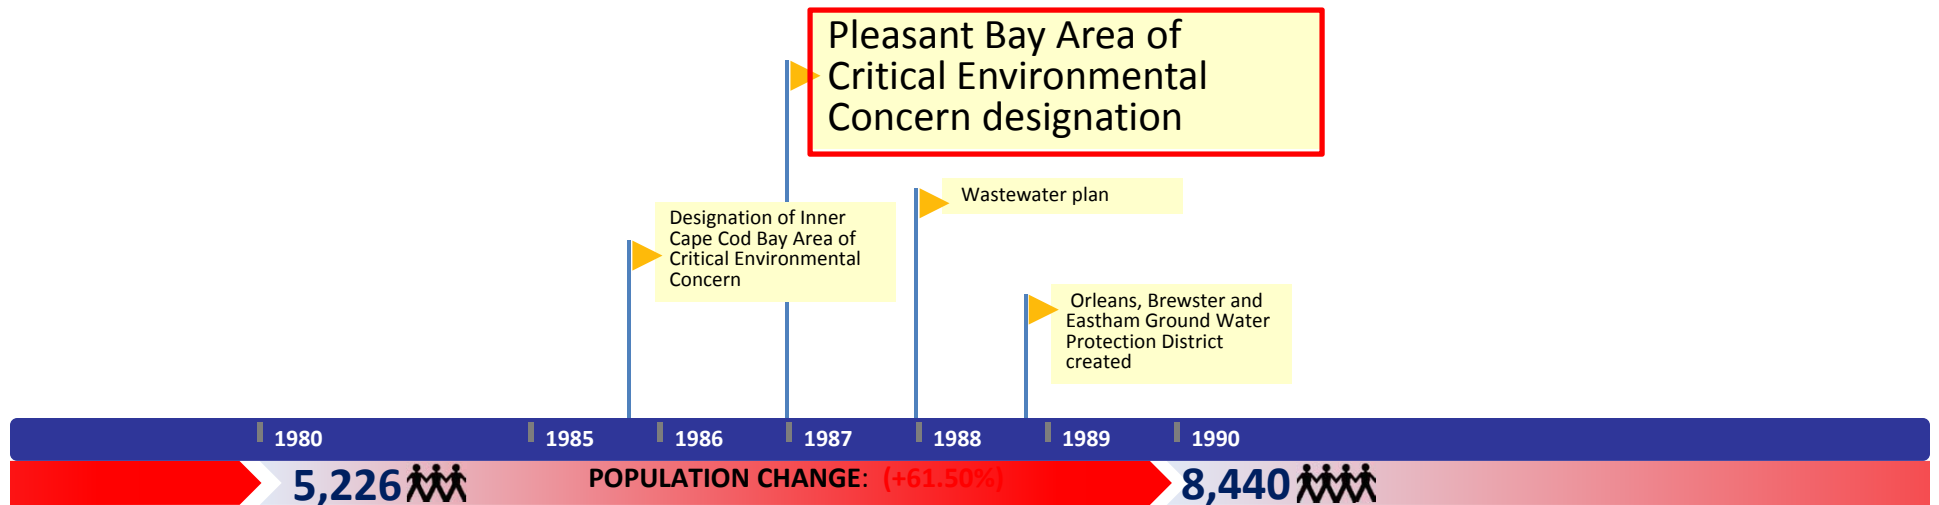 Pleasant Bay Area of
Critical Environmental
Concern designation
Wastewater plan
Designation of Inner
Cape Cod Bay Area of
Critical Environmental
Concern
Orleans, Brewster and
Eastham Ground Water
Protection District
created
1980
1985
1986
1987
1988
1989
1990
5,226
POPULATION CHANGE: (+61.50%)
8,440